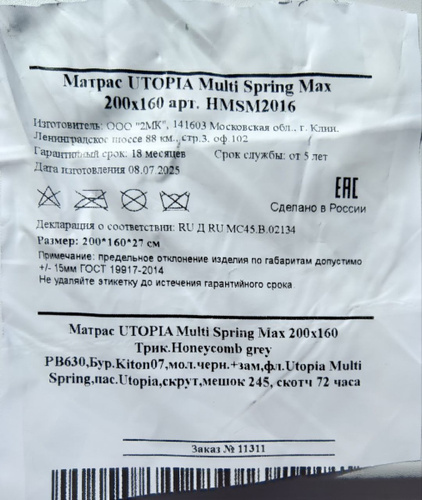 Матрас UTOPIA Multi Spring Max
200х160 арт. HMSM2016
Изготовитель: ООО "2МК", 141603 Московская обл., г. Клин.
Ленинградское шоссе 88 км., стр.3. оф.102
Гарантийный срок: 18 месяцев Срок службы: от 5 лет
Дата изготовления 08.07.2025
EAC
Сделано в России
Декларация о соответствии: RU Д RU МС45.В.02134
Размер: 200*160*27 см
Примечание: предельное отклонение изделия по габаритам допустимо
+/- 15мм ГОСТ 19917-2014
Не удаляйте этикетку до истечения гарантийного срока
Матрас UTOPIA Multi Spring Max 200х160
Трик.Honeycomb grey
PB630,Бур.Kiton07,мол.черн.+зам,фл.Utopia Multi
Spring,пас.Utopia,скрут,мешок 245, скотч 72 часа
Заказ № 11311